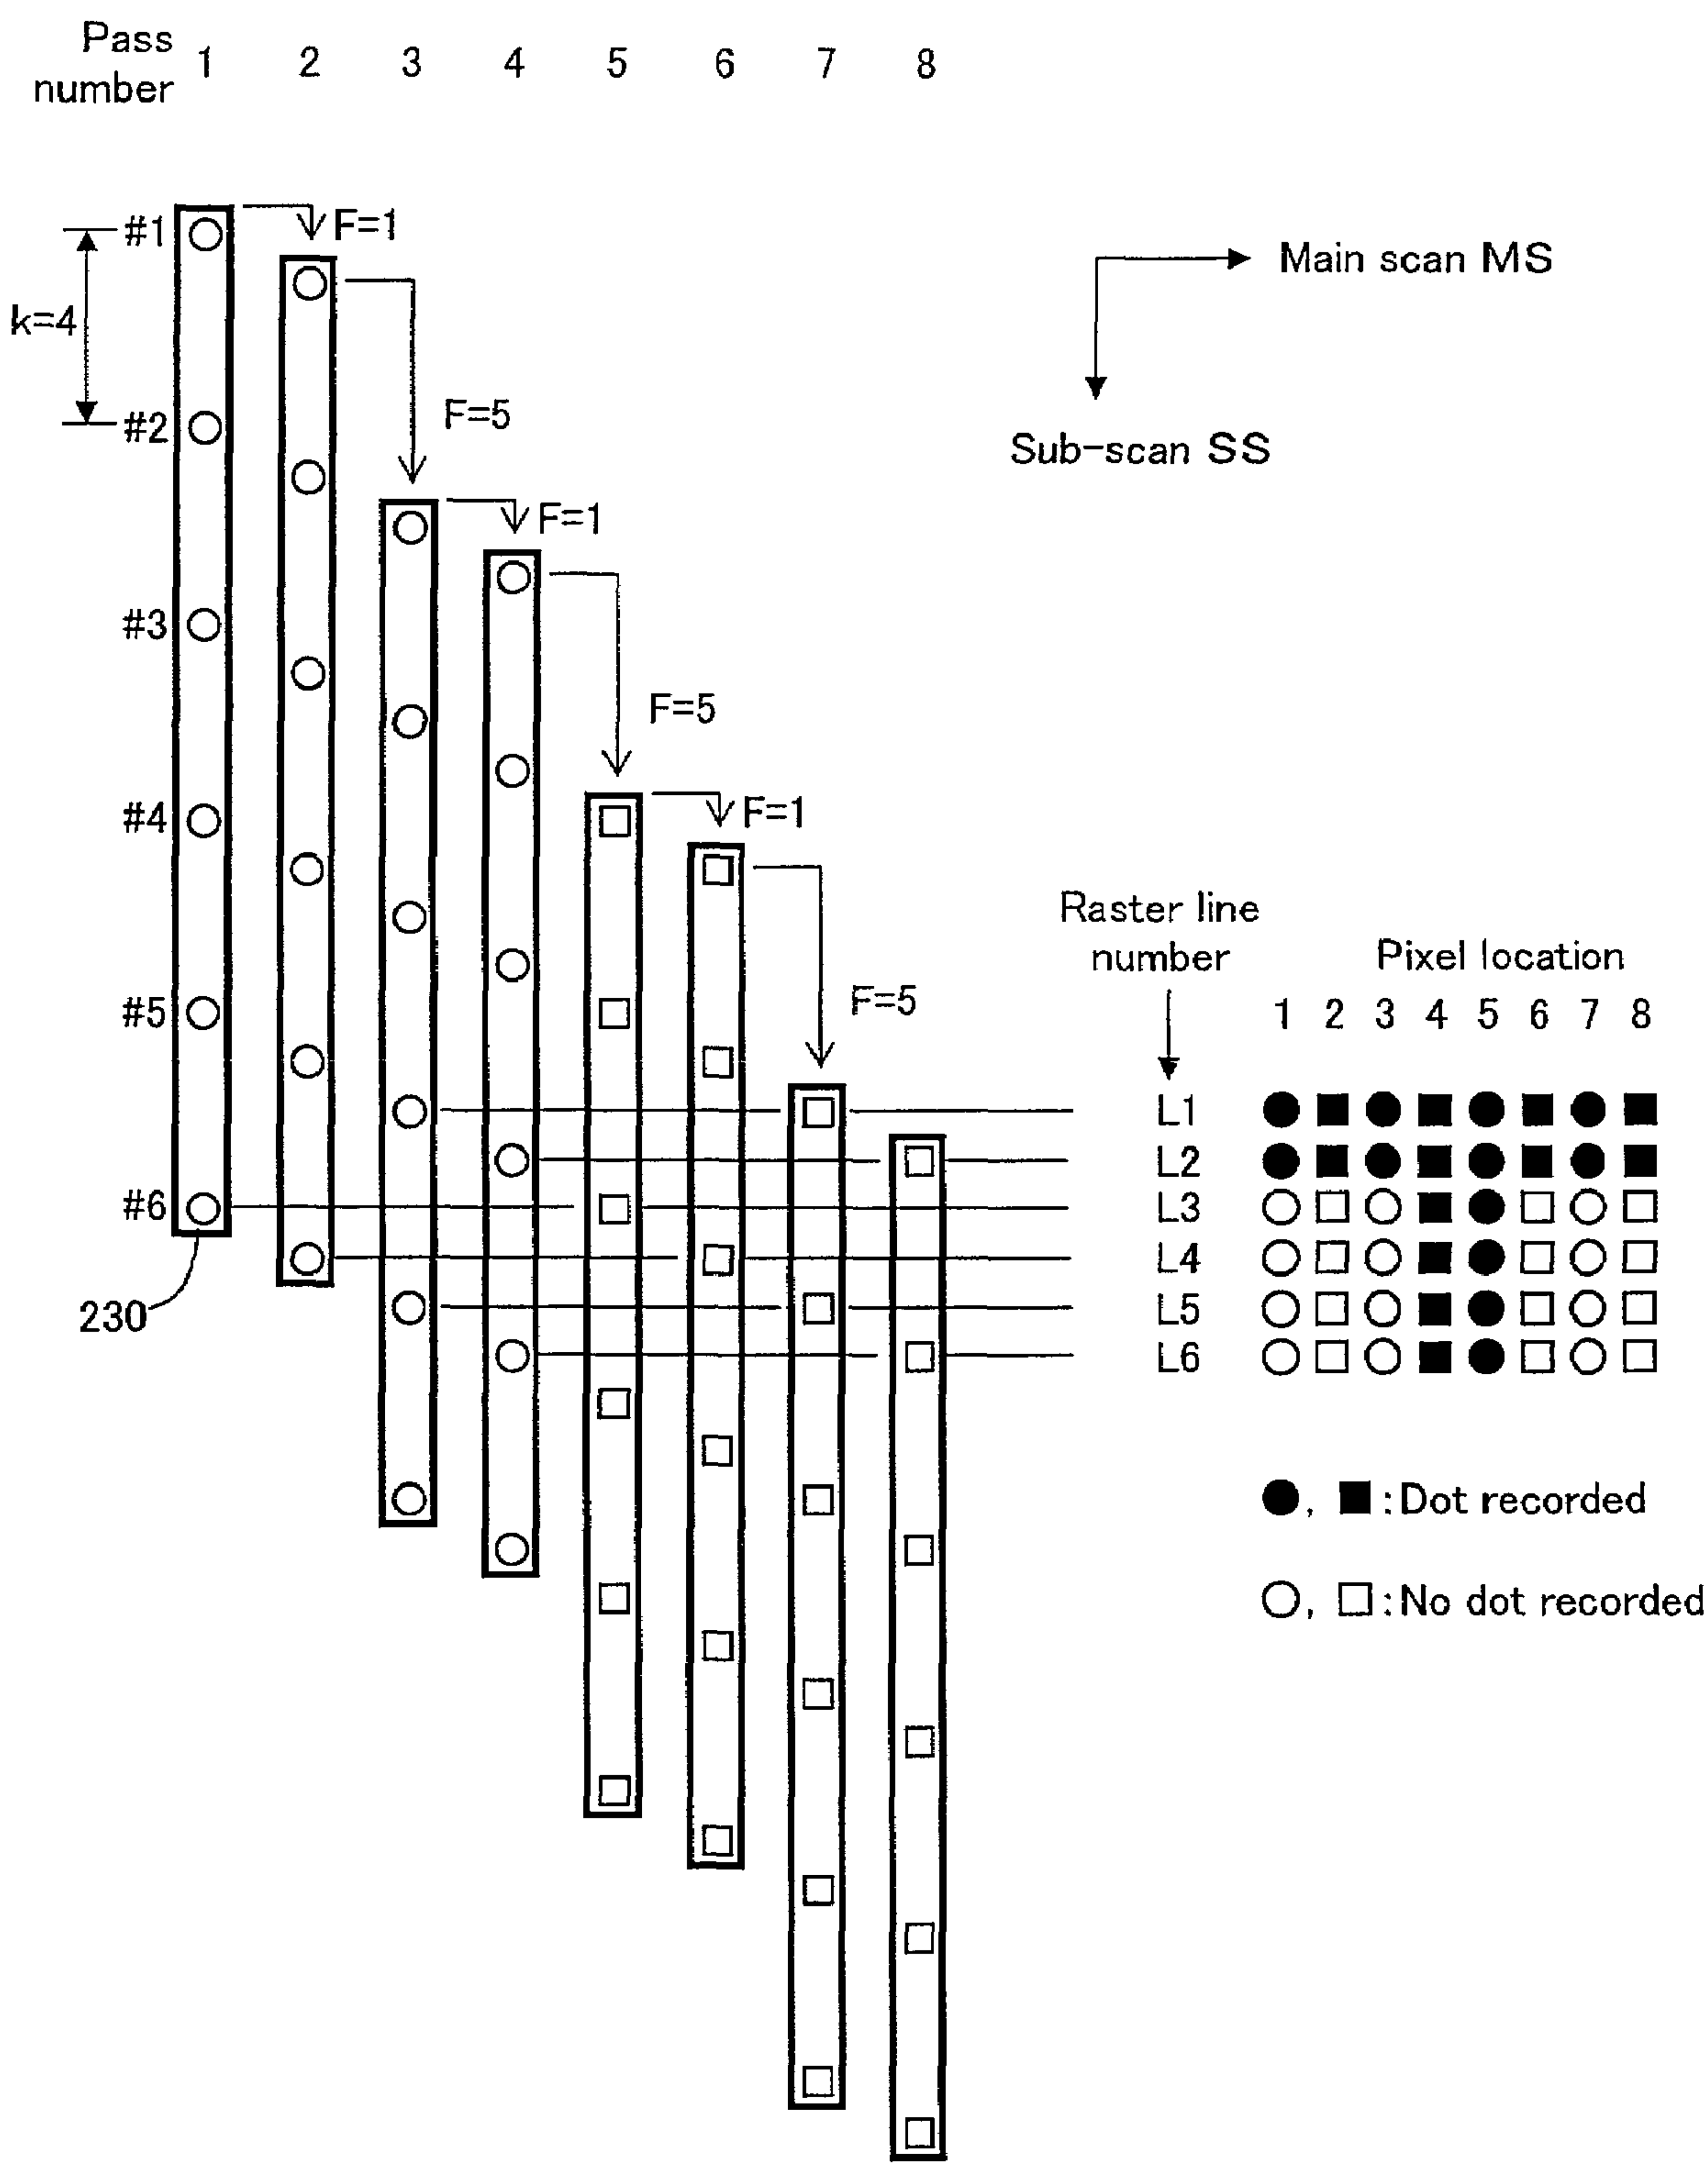 Pass
number 1 2 3 4 5 6 7 8
#1
F=1
Main scan MS
k=4
F=5
#2
Sub-scan SS
F=1
#3
F=5
#4
F=1
Raster line
number
Pixel location
F=5
#5
1 2 3 4 5 6 7 8
L1
L2
#6
L3
L4
230
L5
L6
, :Dot recorded
, :No dot recorded